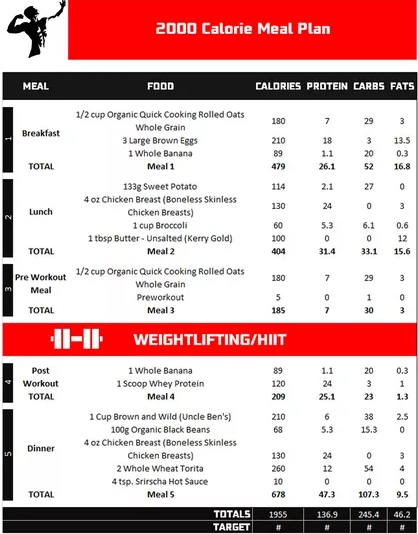 2000 Calorie Meal Plan
MEAL FOOD CALORIES PROTEIN CARBS FATS
1
Breakfast
1/2 cup Organic Quick Cooking Rolled Oats
Whole Grain 180 7 29 3
3 Large Brown Eggs 210 18 3 13.5
1 Whole Banana 89 1.1 20 0.3
TOTAL Meal 1 479 26.1 52 16.8
2
Lunch
133g Sweet Potato 114 2.1 27 0
4 oz Chicken Breast (Boneless Skinless
Chicken Breasts) 130 24 0 3
1 cup Broccoli 60 5.3 6.1 0.6
1 tbsp Butter - Unsalted (Kerry Gold) 100 0 0 12
TOTAL Meal 2 404 31.4 33.1 15.6
3
Pre Workout
Meal
1/2 cup Organic Quick Cooking Rolled Oats
Whole Grain 180 7 29 3
Preworkout 5 0 1 0
TOTAL Meal 3 185 7 30 3
WEIGHTLIFTING/HIIT
4
Post
Workout
1 Whole Banana 89 1.1 20 0.3
1 Scoop Whey Protein 120 24 3 1
TOTAL Meal 4 209 25.1 23 1.3
5
Dinner
1 Cup Brown and Wild (Uncle Ben's) 210 6 38 2.5
100g Organic Black Beans 68 5.3 15.3 0
4 oz Chicken Breast (Boneless Skinless
Chicken Breasts) 130 24 0 3
2 Whole Wheat Torita 260 12 54 4
4 tsp. Srirscha Hot Sauce 10 0 0 0
TOTAL Meal 5 678 47.3 107.3 9.5
TOTALS 1955 136.9 245.4 46.2
TARGET # # # #